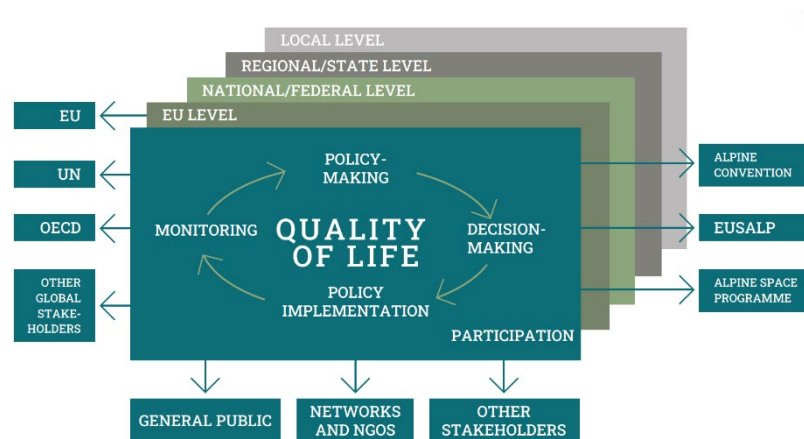 LOCAL LEVEL
REGIONAL/STATE LEVEL
NATIONAL/FEDERAL LEVEL
EU LEVEL
EU
UN
OECD
OTHER
GLOBAL
STAKE-
HOLDERS
POLICY-
MAKING
MONITORING
QUALITY
OF LIFE
DECISION-
MAKING
POLICY
IMPLEMENTATION
PARTICIPATION
ALPINE
CONVENTION
EUSALP
ALPINE SPACE
PROGRAMME
GENERAL PUBLIC
NETWORKS
AND NGOS
OTHER
STAKEHOLDERS